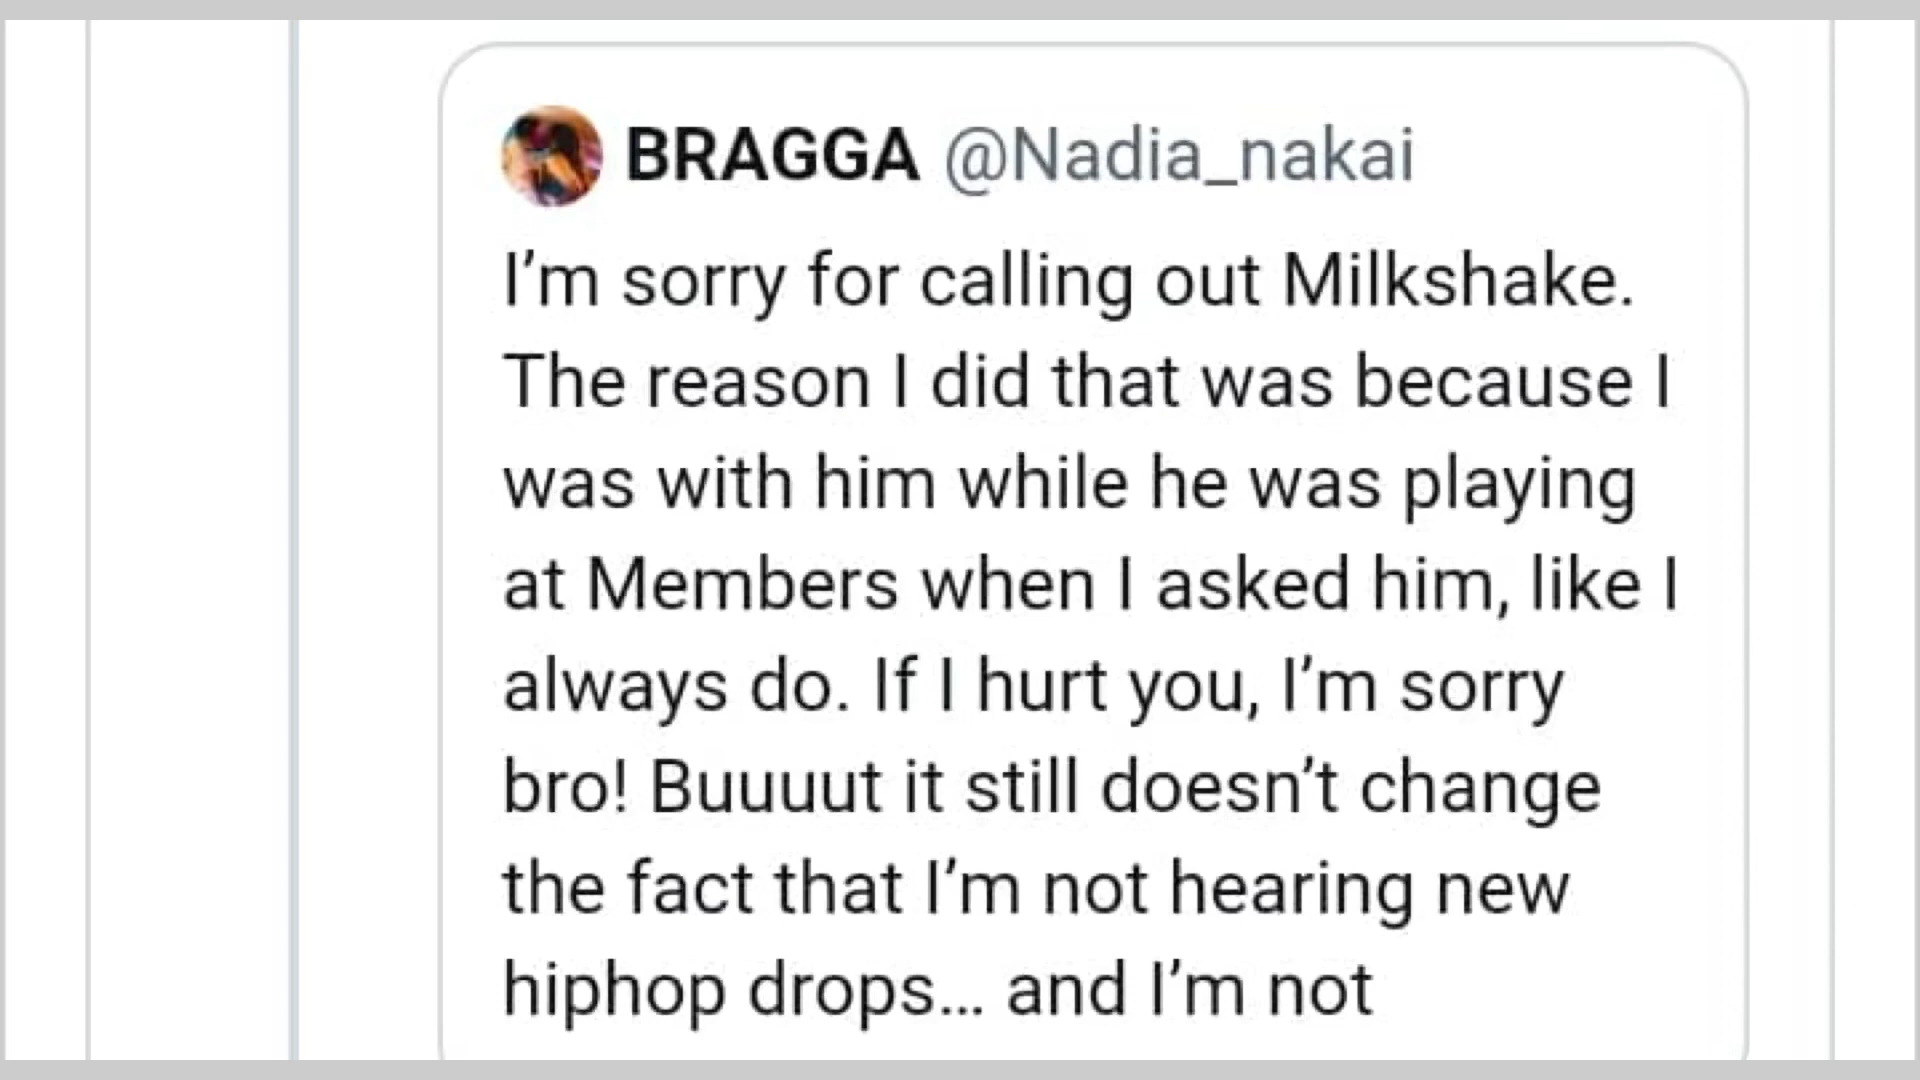 BRAGGA @Nadia_nakai
I’m sorry for calling out Milkshake.
The reason I did that was because I
was with him while he was playing
at Members when I asked him, like I
always do. If I hurt you, I’m sorry
bro! Buuuut it still doesn’t change
the fact that I’m not hearing new
hiphop drops… and I’m not